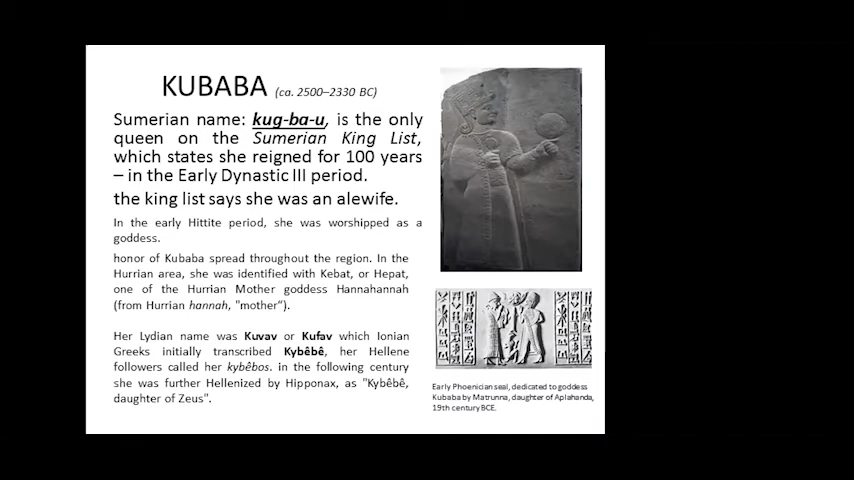 KUBABA (ca. 2500–2330 BC)
Sumerian name: kug-ba-u, is the only
queen on the Sumerian King List,
which states she reigned for 100 years
– in the Early Dynastic III period.
the king list says she was an alewife.
In the early Hittite period, she was worshipped as a
goddess.
honor of Kubaba spread throughout the region. In the
Hurrian area, she was identified with Kebat, or Hepat,
one of the Hurrian Mother goddess Hannahannah
(from Hurrian hannah, "mother").
Her Lydian name was Kuvav or Kufav which Ionian
Greeks initially transcribed Kybêbê, her Hellene
followers called her kybêbos. in the following century
she was further Hellenized by Hipponax, as "Kybêbê,
daughter of Zeus".
Early Phoenician seal, dedicated to goddess
Kubaba by Matrunna, daughter of Aplahanda,
19th century BCE.